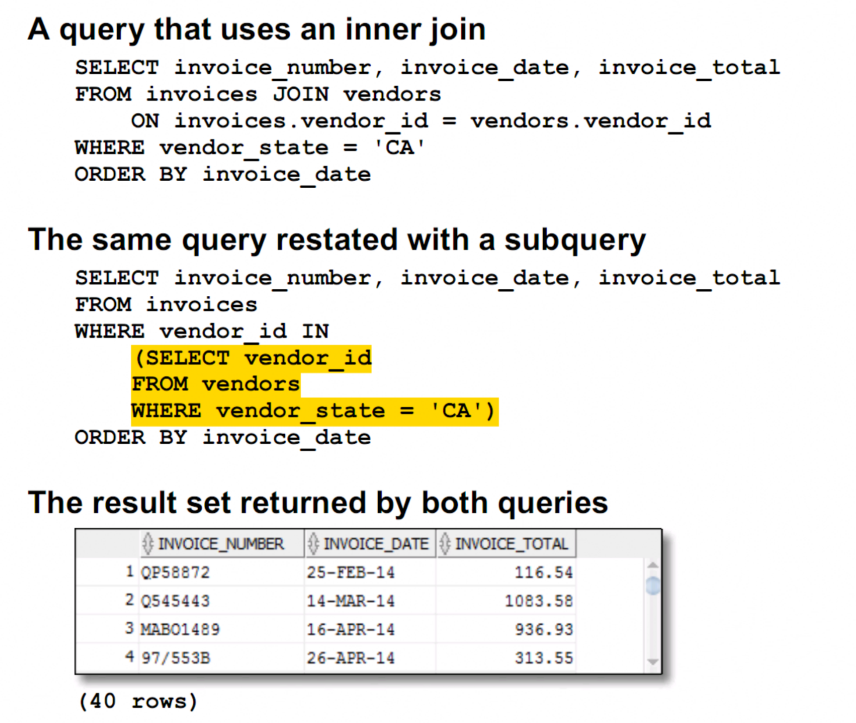 A query that uses an inner join
SELECT invoice_number, invoice_date, invoice_total
FROM invoices JOIN vendors
ON invoices.vendor_id = vendors.vendor_id
WHERE vendor_state = 'CA'
ORDER BY invoice_date
The same query restated with a subquery
SELECT invoice_number, invoice_date, invoice_total
FROM invoices
WHERE vendor_id IN
(SELECT vendor_id
FROM vendors
WHERE vendor_state = 'CA')
ORDER BY invoice_date
The result set returned by both queries
INVOICE_NUMBER INVOICE_DATE INVOICE_TOTAL
1 QP58872 25-FEB-14 116.54
2 Q545443 14-MAR-14 1083.58
3 MABO1489 16-APR-14 936.93
4 97/553B 26-APR-14 313.55
(40 rows)